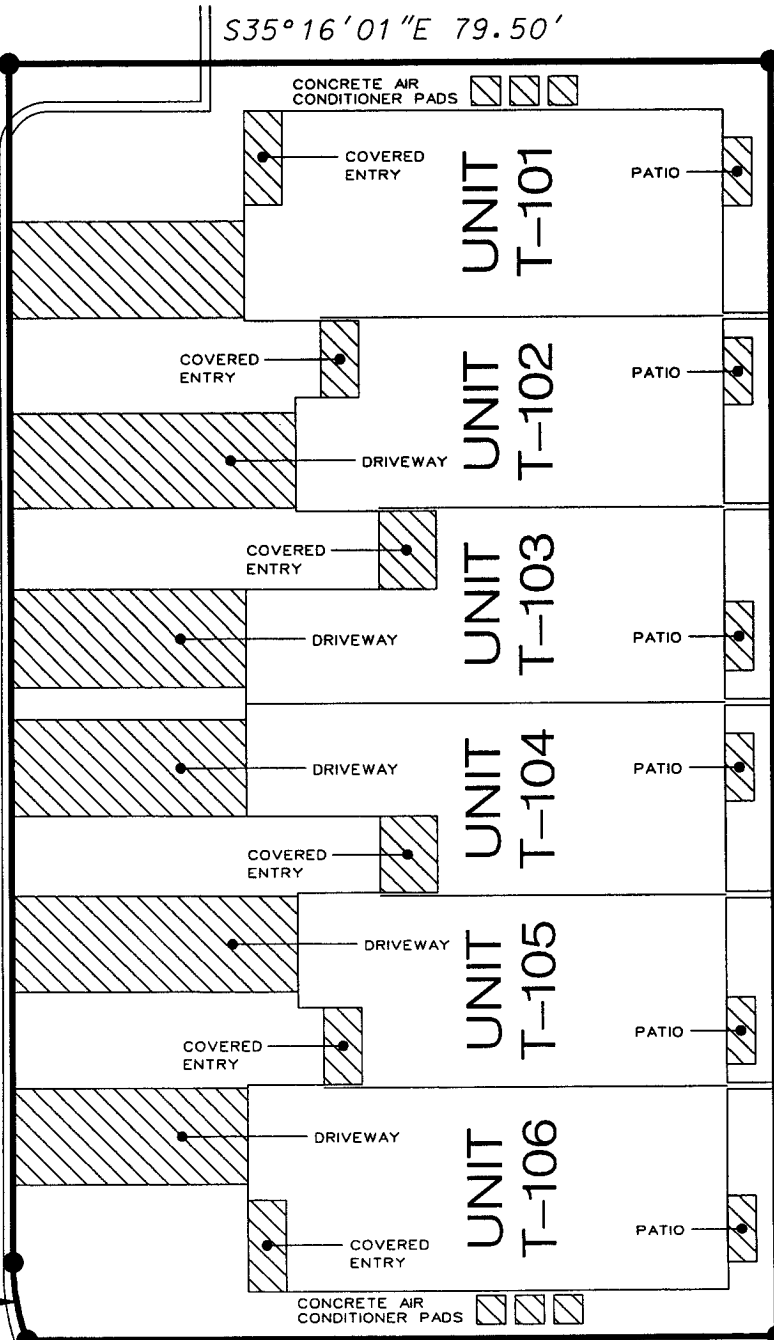 S35°16'01"E 79.50'
CONCRETE AIR
CONDITIONER PADS
COVERED
ENTRY
UNIT
T-101
PATIO
COVERED
ENTRY
UNIT
T-102
PATIO
DRIVEWAY
COVERED
ENTRY
UNIT
T-103
DRIVEWAY
PATIO
UNIT
T-104
DRIVEWAY
PATIO
COVERED
ENTRY
UNIT
T-105
DRIVEWAY
PATIO
COVERED
ENTRY
UNIT
T-106
DRIVEWAY
PATIO
COVERED
ENTRY
CONCRETE AIR
CONDITIONER PADS